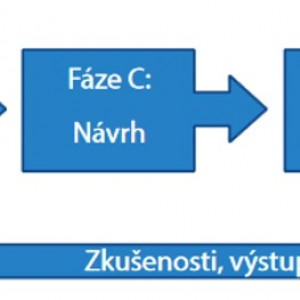 Fáze C:
Návrh
Zkušenosti, výstup